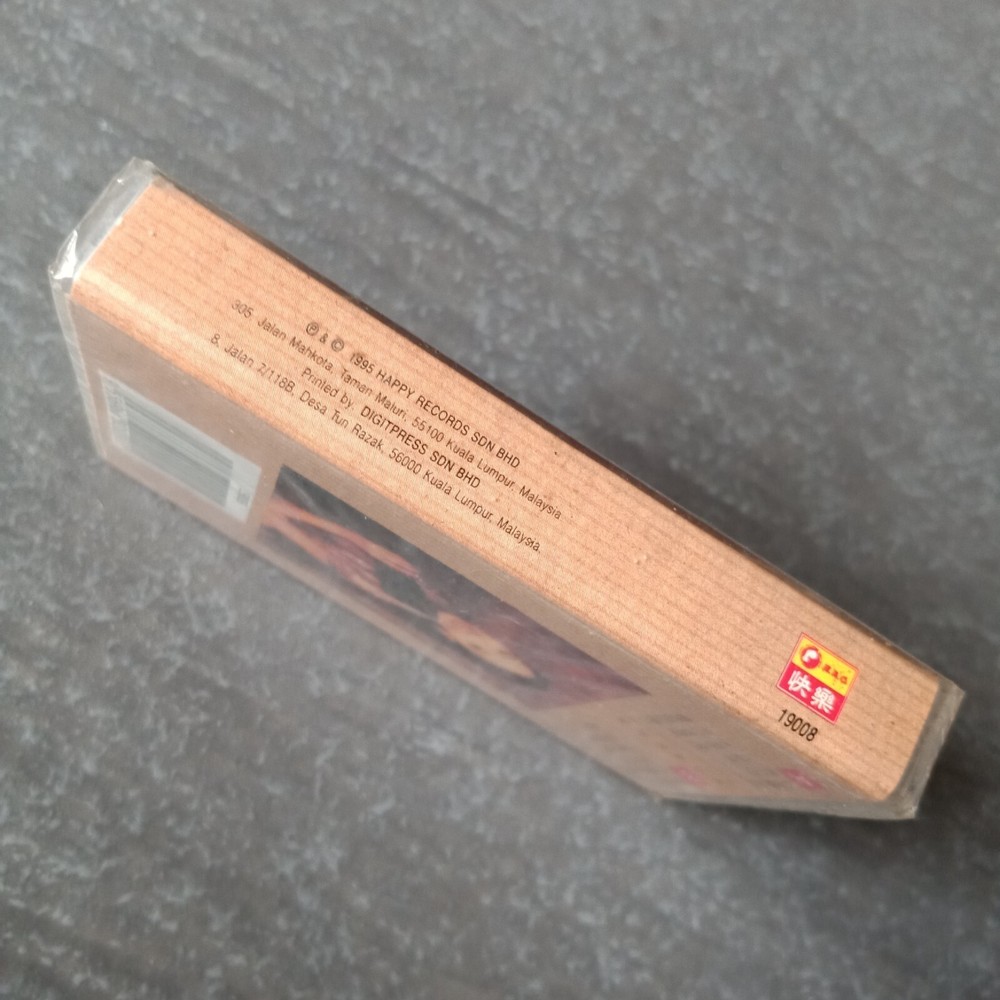 ℗ & © 1995 HAPPY RECORDS SDN BHD
305 Jalan Mahkota, Taman Maluri, 55100 Kuala Lumpur, Malaysia
Printed by: DIGITPRESS SDN BHD
8, Jalan 2/118B, Desa Tun Razak, 56000 Kuala Lumpur, Malaysia.
快樂
19008